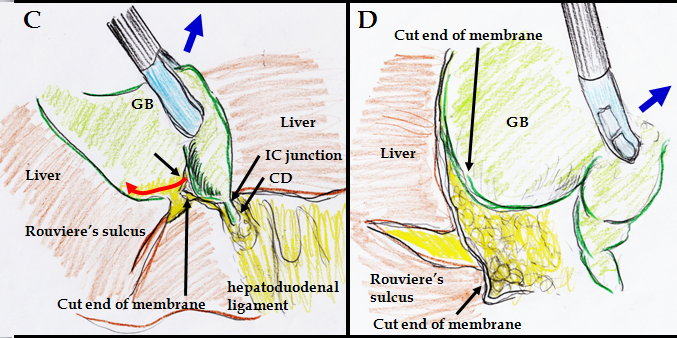 C
GB
Liver
IC junction
CD
Liver
Rouviere's sulcus
hepatoduodenal
ligament
Cut end of membrane
D
Cut end of membrane
GB
Liver
Rouviere's
sulcus
Cut end of membrane